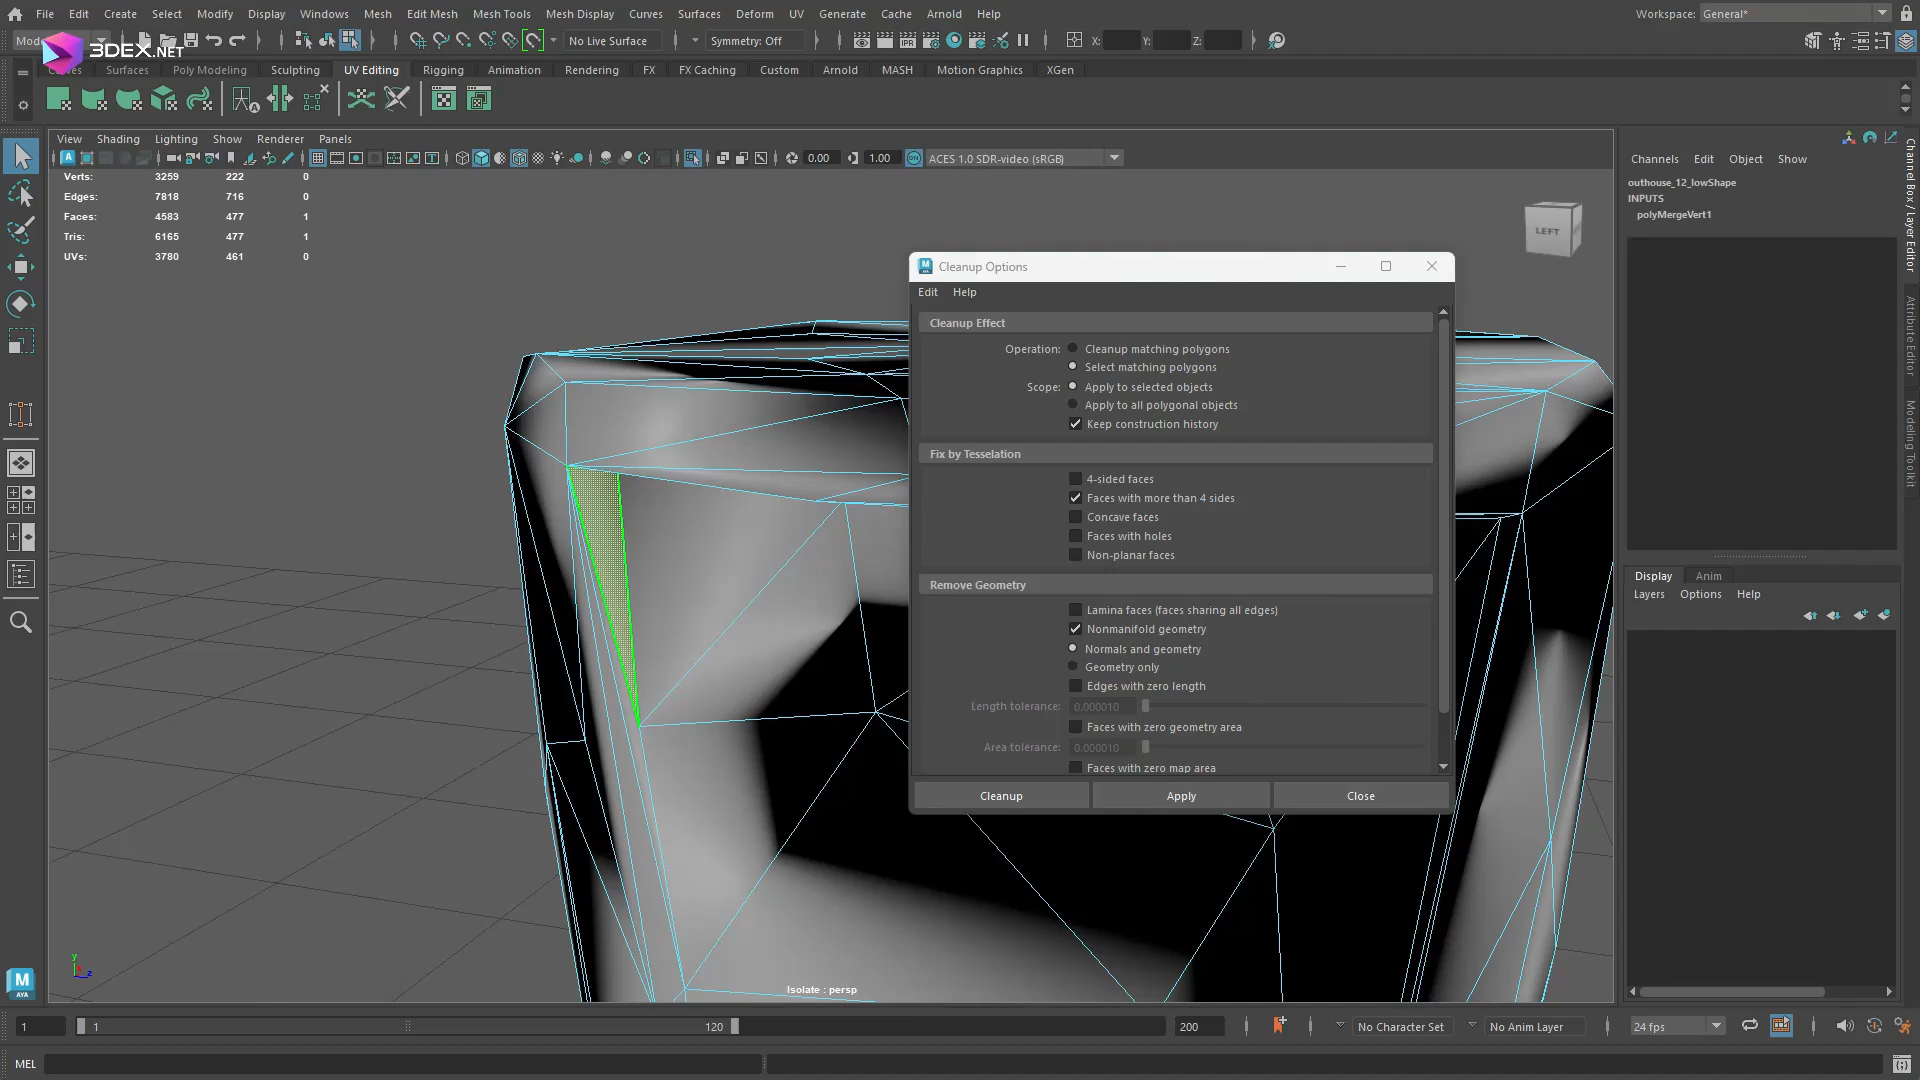 File Edit Create Select Modify Display Windows Mesh Edit Mesh Mesh Tools Mesh Display Curves Surfaces Deform UV Generate Cache Arnold Help Workspace: General*
3DEX.NET No Live Surface Symmetry: Off X: Y: Z:
Curves Surfaces Poly Modeling Sculpting UV Editing Rigging Animation Rendering FX FX Caching Custom Arnold MASH Motion Graphics XGen
View Shading Lighting Show Renderer Panels
0.00 1.00 ACES 1.0 SDR-video (sRGB)
Channels Edit Object Show
Verts: 3259 222 0
Edges: 7818 716 0
Faces: 4583 477 1
Tris: 6165 477 1
UVs: 3780 461 0
LEFT
outhouse_12_lowShape
INPUTS
polyMergeVert1
Channel Box / Layer Editor
Attribute Editor
Modeling Toolkit
Cleanup Options
Edit Help
Cleanup Effect
Operation: Cleanup matching polygons
Select matching polygons
Scope: Apply to selected objects
Apply to all polygonal objects
Keep construction history
Fix by Tesselation
4-sided faces
Faces with more than 4 sides
Concave faces
Faces with holes
Non-planar faces
Remove Geometry
Lamina faces (faces sharing all edges)
Nonmanifold geometry
Normals and geometry
Geometry only
Edges with zero length
Length tolerance: 0.000010
Faces with zero geometry area
Area tolerance: 0.000010
Faces with zero map area
Cleanup Apply Close
Display Anim
Layers Options Help
y
z
Isolate : persp
M
AYA
1 1 120 200 No Character Set No Anim Layer 24 fps
MEL